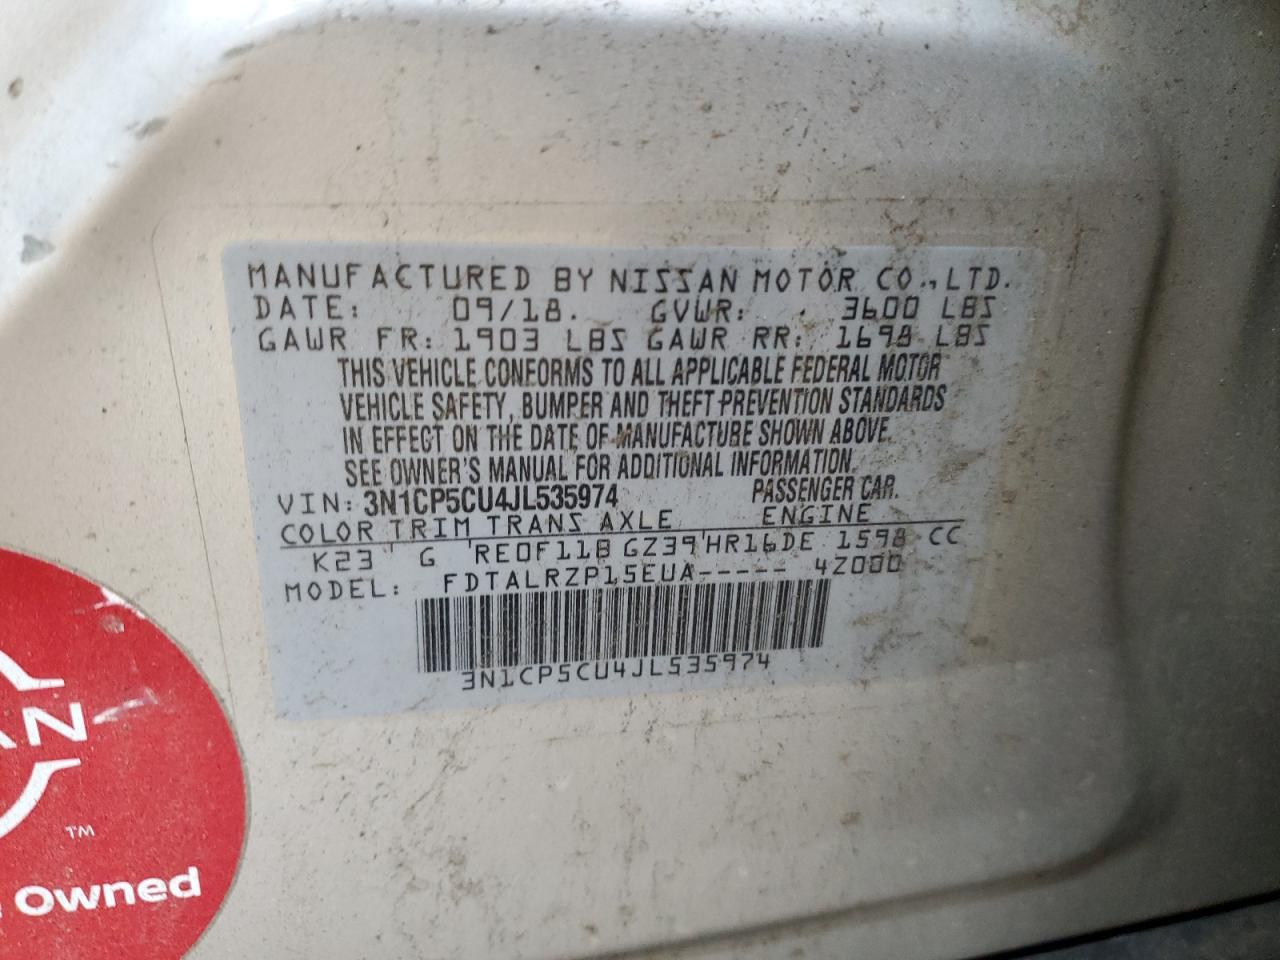 MANUFACTURED BY NISSAN MOTOR CO.,LTD.
DATE: 09/18. GVWR: 3600 LBS
GAWR FR: 1903 LBS GAWR RR: 1698 LBS
THIS VEHICLE CONFORMS TO ALL APPLICABLE FEDERAL MOTOR
VEHICLE SAFETY, BUMPER AND THEFT PREVENTION STANDARDS
IN EFFECT ON THE DATE OF MANUFACTURE SHOWN ABOVE.
SEE OWNER'S MANUAL FOR ADDITIONAL INFORMATION.
VIN: 3N1CP5CU4JL535974 PASSENGER CAR.
COLOR TRIM TRANS AXLE ENGINE
K23 G RE0F11B GZ39 HR16DE 1598 CC
MODEL: FDTALRZP15EUA----- 4Z000
3N1CP5CU4JL535974
AN
TM
Owned